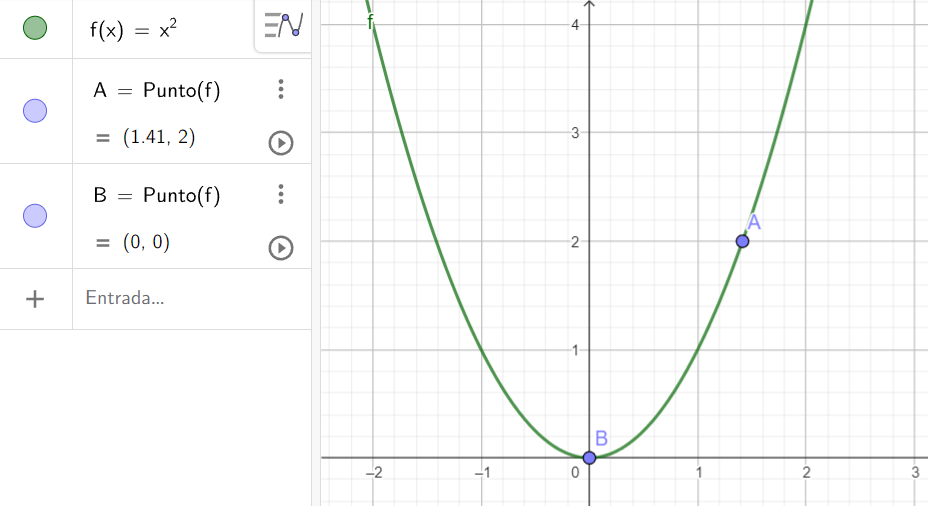 f(x) = x²
A = Punto(f)
= (1.41, 2)
B = Punto(f)
= (0, 0)
+ Entrada...
f
4
3
2
A
1
B
−2 −1 0 1 2 3